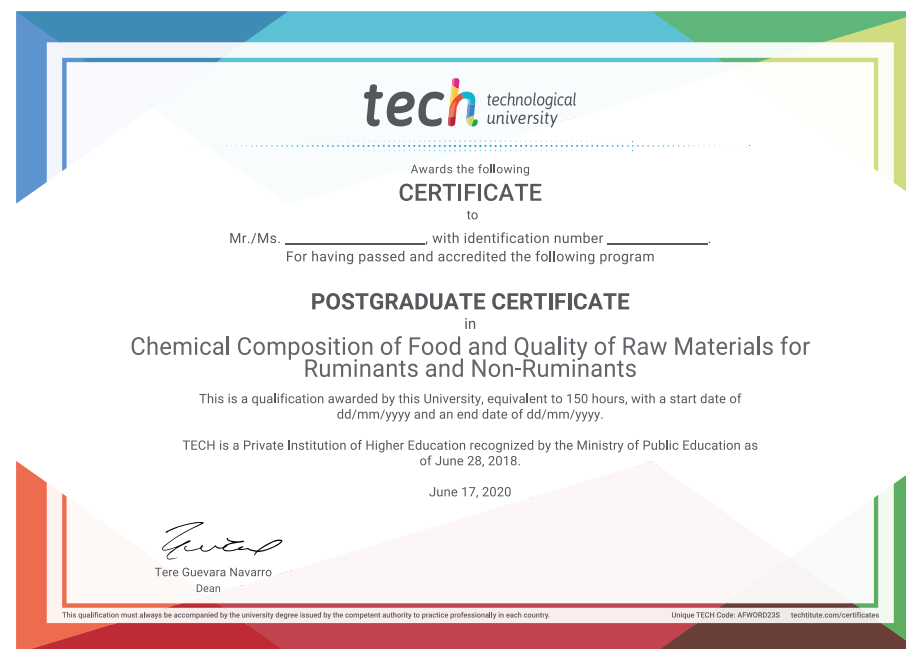 tech technological
university
Awards the following
CERTIFICATE
to
Mr./Ms. ____________________, with identification number ______________.
For having passed and accredited the following program
POSTGRADUATE CERTIFICATE
in
Chemical Composition of Food and Quality of Raw Materials for
Ruminants and Non-Ruminants
This is a qualification awarded by this University, equivalent to 150 hours, with a start date of
dd/mm/yyyy and an end date of dd/mm/yyyy.
TECH is a Private Institution of Higher Education recognized by the Ministry of Public Education as
of June 28, 2018.
June 17, 2020
Tere Guevara Navarro
Dean
This qualification must always be accompanied by the university degree issued by the competent authority to practice professionally in each country.
Unique TECH Code: AFWORD23S techtitute.com/certificates